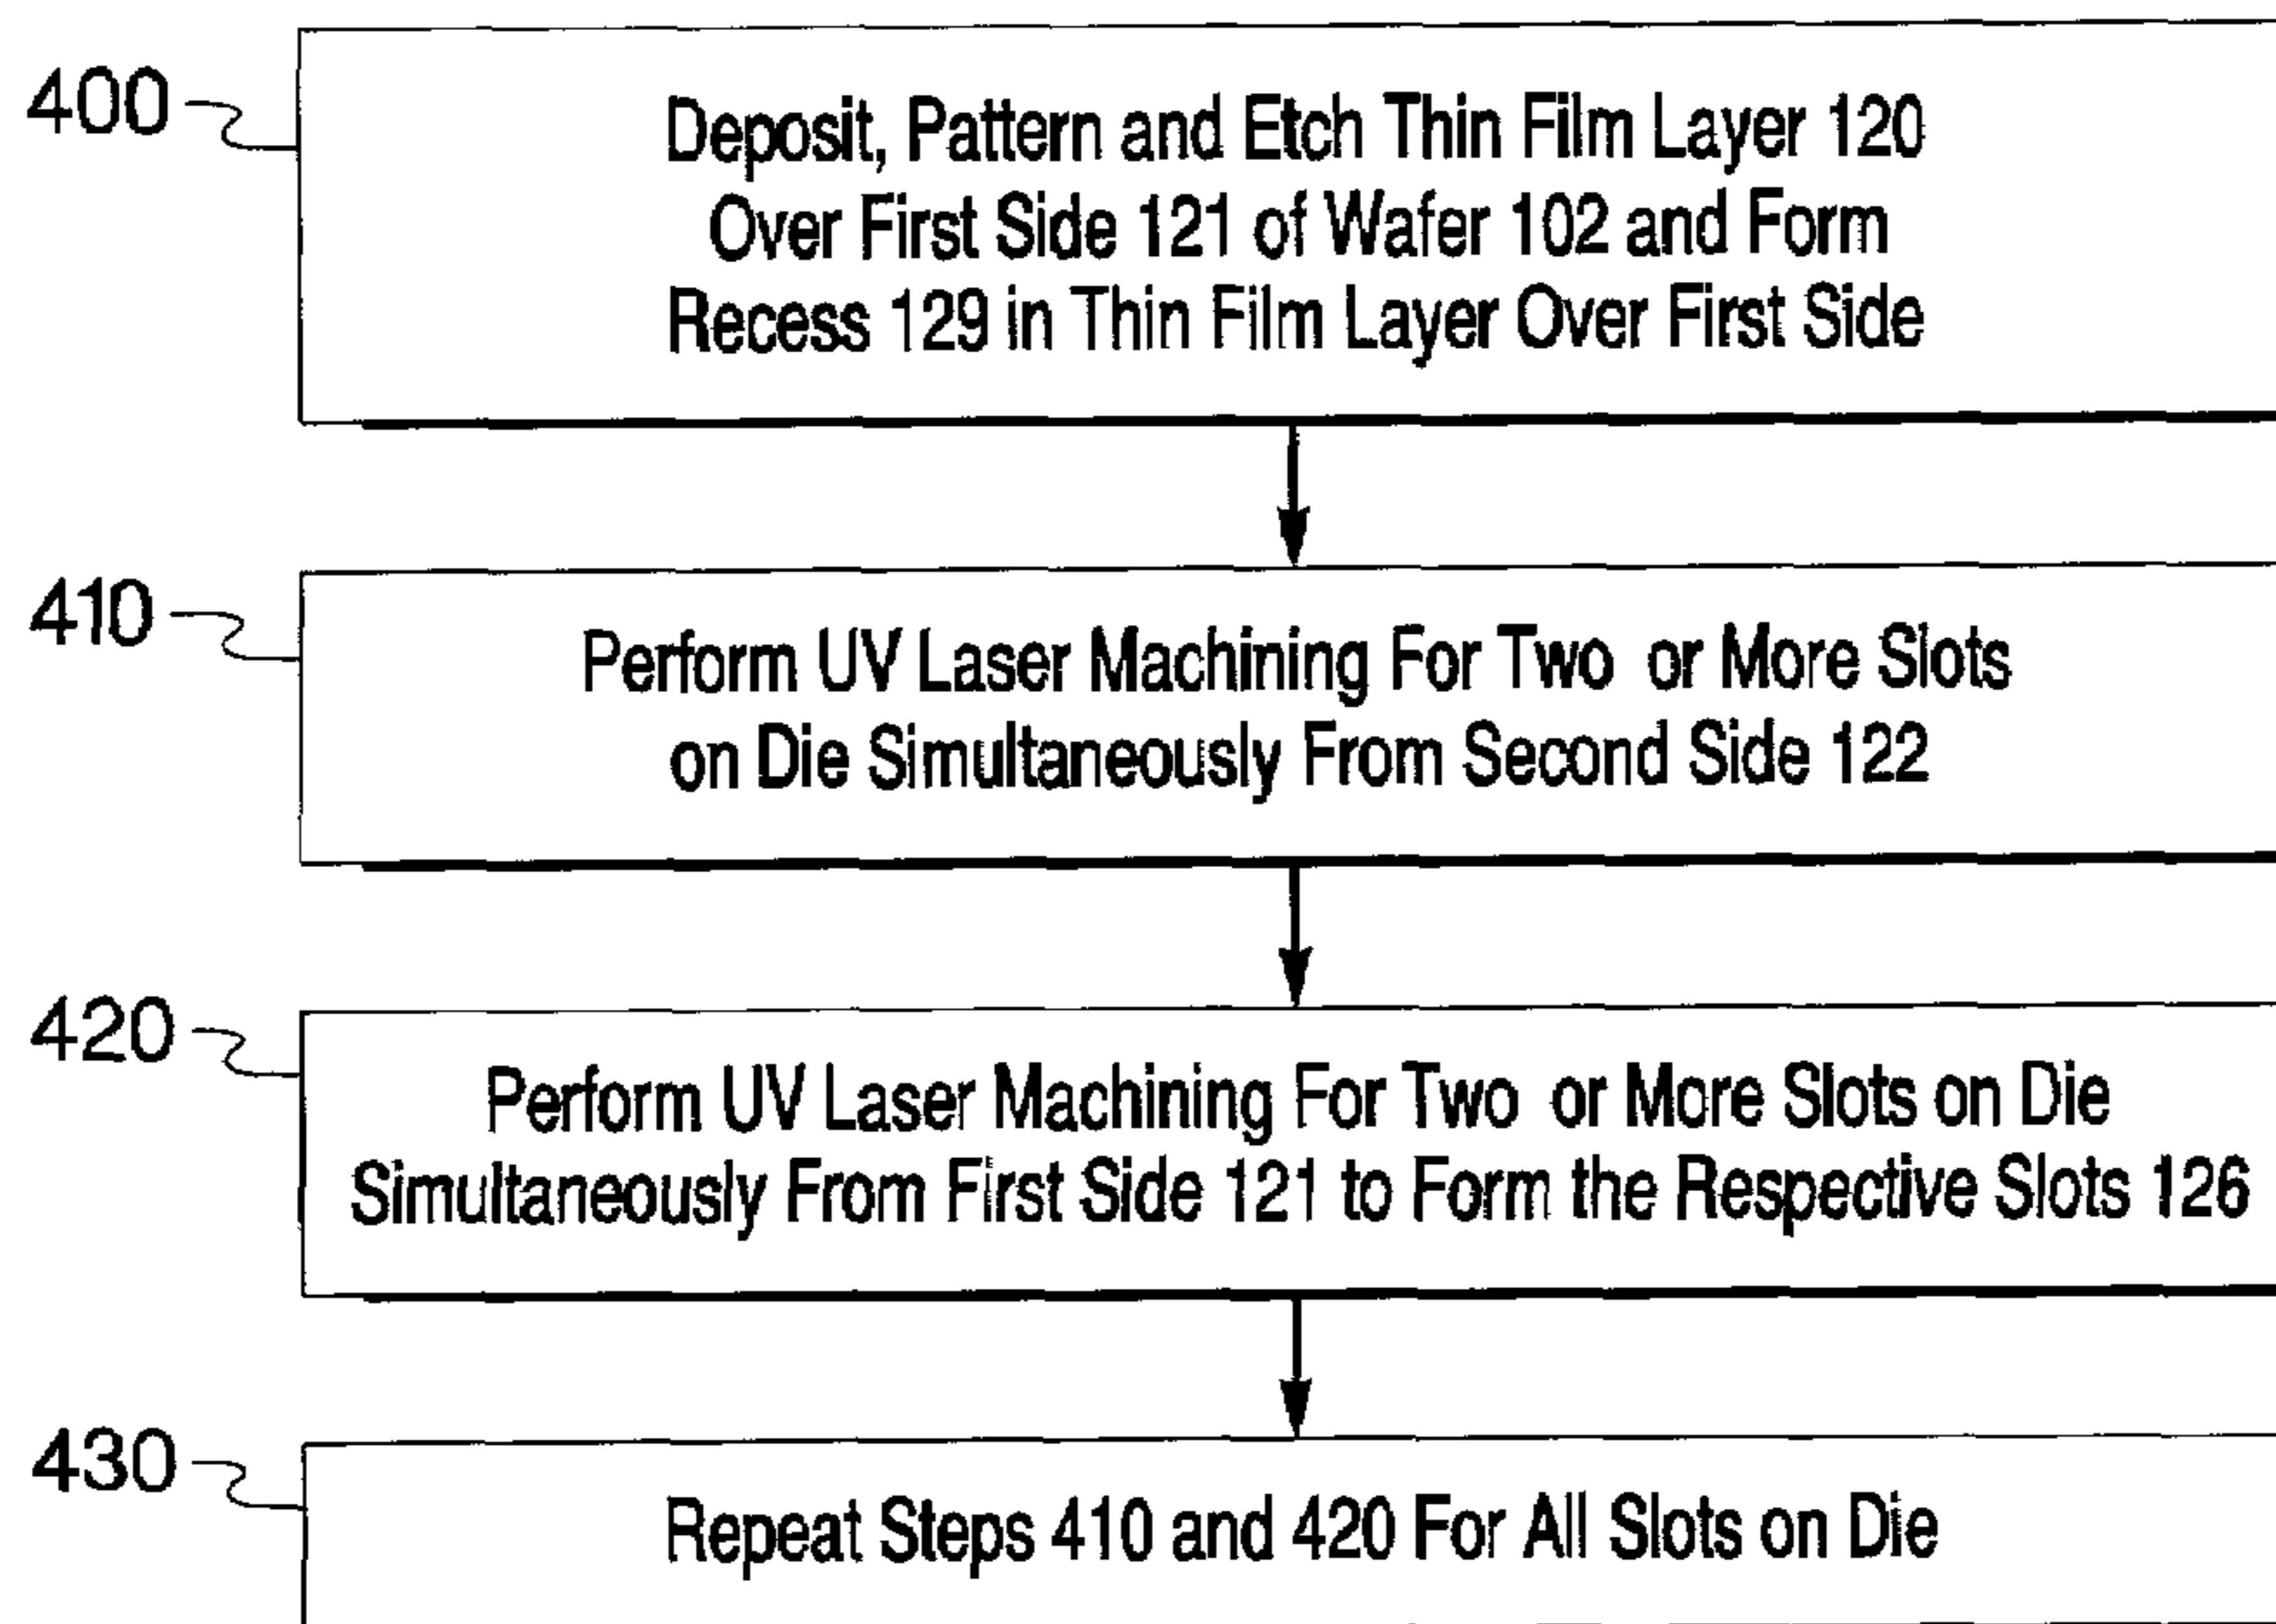 400
Deposit, Pattern and Etch Thin Film Layer 120
Over First Side 121 of Wafer 102 and Form
Recess 129 in Thin Film Layer Over First Side
410
Perform UV Laser Machining For Two or More Slots
on Die Simultaneously From Second Side 122
420
Perform UV Laser Machining For Two or More Slots on Die
Simultaneously From First Side 121 to Form the Respective Slots 126
430
Repeat Steps 410 and 420 For All Slots on Die